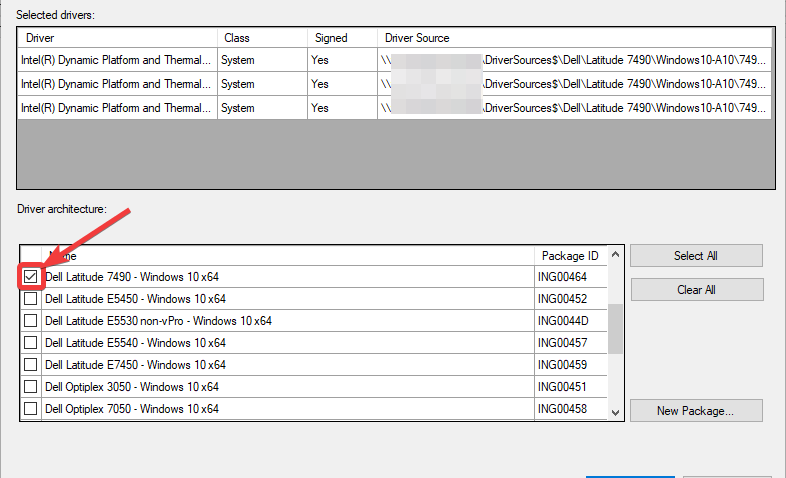 Selected drivers:
Driver Class Signed Driver Source
Intel(R) Dynamic Platform and Thermal... System Yes \\ \DriverSources$\Dell\Latitude 7490\Windows10-A10\749...
Intel(R) Dynamic Platform and Thermal... System Yes \\ \DriverSources$\Dell\Latitude 7490\Windows10-A10\749...
Intel(R) Dynamic Platform and Thermal... System Yes \\ \DriverSources$\Dell\Latitude 7490\Windows10-A10\749...
Driver architecture:
Name Package ID
Select All
Dell Latitude 7490 - Windows 10 x64 ING00464
Clear All
Dell Latitude E5450 - Windows 10 x64 ING00452
Dell Latitude E5530 non-vPro - Windows 10 x64 ING0044D
Dell Latitude E5540 - Windows 10 x64 ING00457
Dell Latitude E7450 - Windows 10 x64 ING00459
Dell Optiplex 3050 - Windows 10 x64 ING00451
Dell Optiplex 7050 - Windows 10 x64 ING00458
New Package...